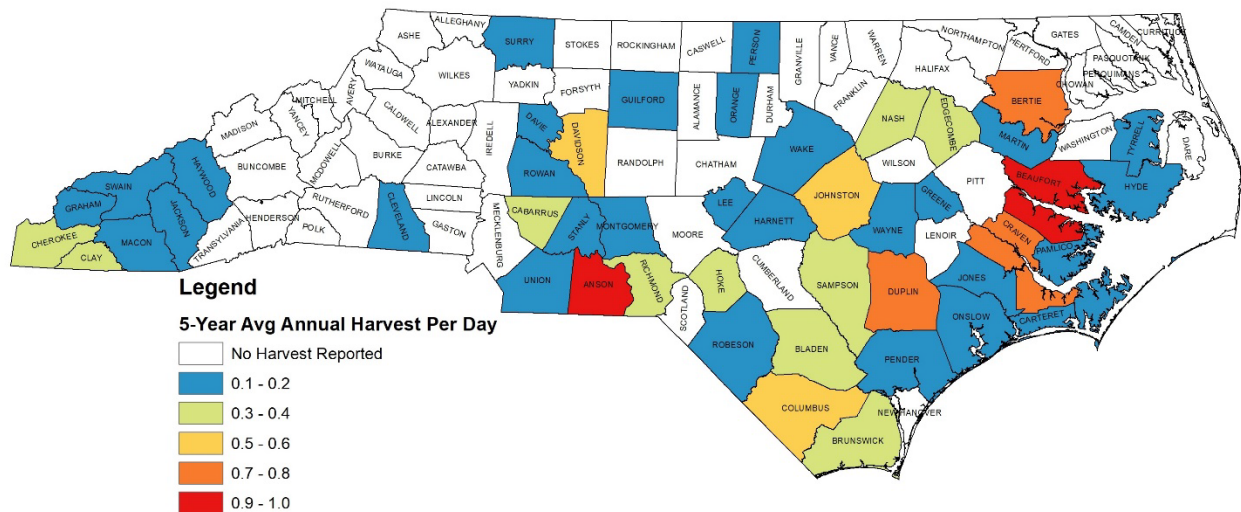 ALLEGHANY
ASHE
SURRY
STOKES
ROCKINGHAM
CASWELL
PERSON
GRANVILLE
VANCE
WARREN
NORTHAMPTON
HERTFORD
GATES
CAMDEN
CURRITUCK
PASQUOTANK
PERQUIMANS
CHOWAN
HALIFAX
WATAUGA
WILKES
YADKIN
FORSYTH
GUILFORD
ALAMANCE
ORANGE
DURHAM
FRANKLIN
NASH
EDGECOMBE
BERTIE
MARTIN
WASHINGTON
TYRRELL
DARE
MITCHELL
AVERY
YANCEY
MADISON
CALDWELL
ALEXANDER
IREDELL
DAVIE
DAVIDSON
RANDOLPH
CHATHAM
WAKE
WILSON
PITT
BEAUFORT
HYDE
HAYWOOD
BUNCOMBE
MCDOWELL
BURKE
CATAWBA
ROWAN
SWAIN
GRAHAM
JACKSON
RUTHERFORD
CLEVELAND
LINCOLN
CABARRUS
STANLY
MONTGOMERY
LEE
HARNETT
JOHNSTON
WAYNE
GREENE
CRAVEN
PAMLICO
CHEROKEE
CLAY
MACON
TRANSYLVANIA
HENDERSON
POLK
GASTON
MECKLENBURG
MOORE
LENOIR
JONES
UNION
ANSON
RICHMOND
SCOTLAND
HOKE
CUMBERLAND
SAMPSON
DUPLIN
ONSLOW
CARTERET
ROBESON
BLADEN
PENDER
COLUMBUS
NEW HANOVER
BRUNSWICK
Legend
5-Year Avg Annual Harvest Per Day
No Harvest Reported
0.1 - 0.2
0.3 - 0.4
0.5 - 0.6
0.7 - 0.8
0.9 - 1.0